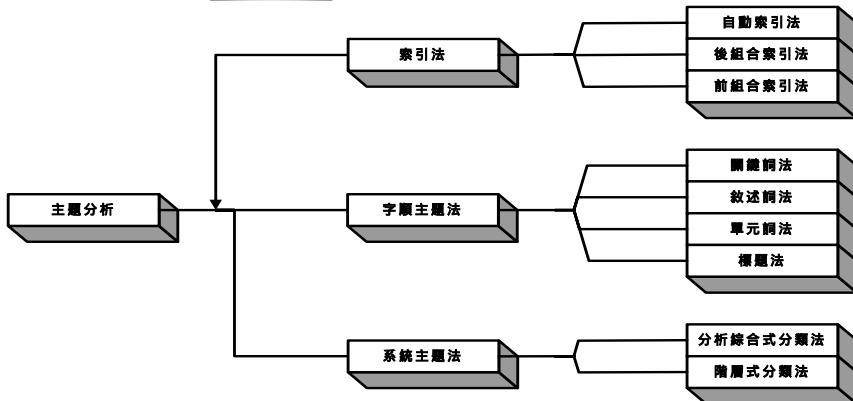 自動索引法
索引法
後組合索引法
前組合索引法
關鍵詞法
敘述詞法
主題分析
字順主題法
單元詞法
標題法
分析綜合式分類法
系統主題法
階層式分類法